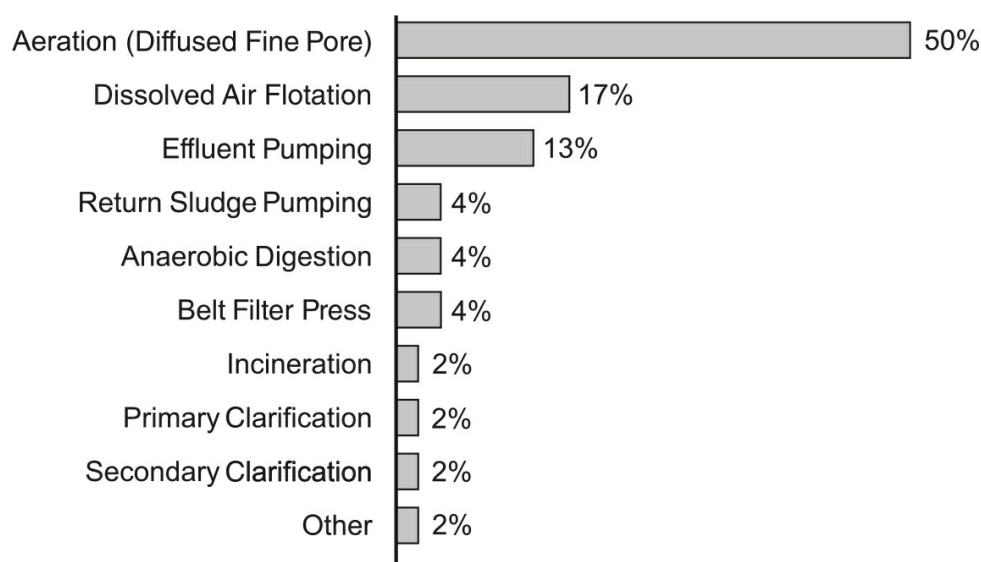 Aeration (Diffused Fine Pore) 50%
Dissolved Air Flotation 17%
Effluent Pumping 13%
Return Sludge Pumping 4%
Anaerobic Digestion 4%
Belt Filter Press 4%
Incineration 2%
Primary Clarification 2%
Secondary Clarification 2%
Other 2%